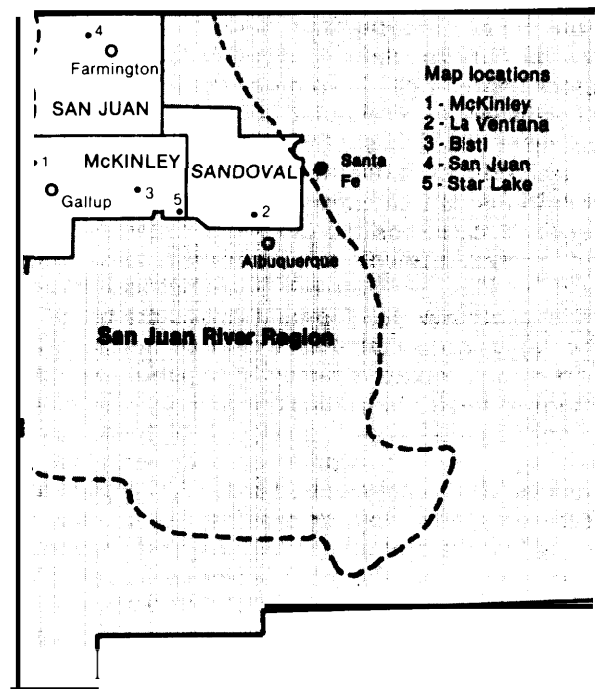 4
Farmington
SAN JUAN
Map locations
1 - McKinley
2 - La Ventana
3 - Bisti
4 - San Juan
5 - Star Lake
1
McKINLEY
SANDOVAL
Santa
Fe
Gallup
3
5
2
Albuquerque
San Juan River Region